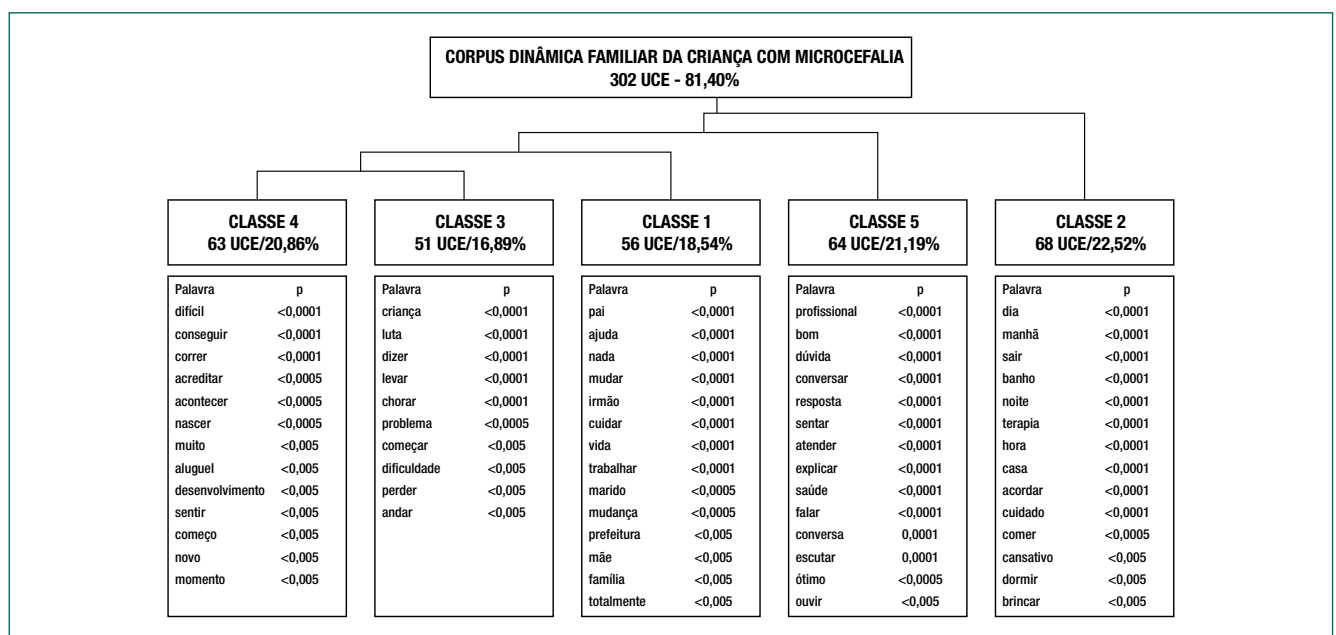 CORPUS DINÂMICA FAMILIAR DA CRIANÇA COM MICROCEFALIA
302 UCE - 81,40%
CLASSE 4
63 UCE/20,86%
Palavra p
difícil <0,0001
conseguir <0,0001
correr <0,0001
acreditar <0,0005
acontecer <0,0005
nascer <0,0005
muito <0,005
aluguel <0,005
desenvolvimento <0,005
sentir <0,005
começo <0,005
novo <0,005
momento <0,005
CLASSE 3
51 UCE/16,89%
Palavra p
criança <0,0001
luta <0,0001
dizer <0,0001
levar <0,0001
chorar <0,0001
problema <0,0005
começar <0,005
dificuldade <0,005
perder <0,005
andar <0,005
CLASSE 1
56 UCE/18,54%
Palavra p
pai <0,0001
ajuda <0,0001
nada <0,0001
mudar <0,0001
irmão <0,0001
cuidar <0,0001
vida <0,0001
trabalhar <0,0001
marido <0,0005
mudança <0,0005
prefeitura <0,005
mãe <0,005
família <0,005
totalmente <0,005
CLASSE 5
64 UCE/21,19%
Palavra p
profissional <0,0001
bom <0,0001
dúvida <0,0001
conversar <0,0001
resposta <0,0001
sentar <0,0001
atender <0,0001
explicar <0,0001
saúde <0,0001
falar <0,0001
conversa 0,0001
escutar 0,0001
ótimo <0,0005
ouvir <0,005
CLASSE 2
68 UCE/22,52%
Palavra p
dia <0,0001
manhã <0,0001
sair <0,0001
banho <0,0001
noite <0,0001
terapia <0,0001
hora <0,0001
casa <0,0001
acordar <0,0001
cuidado <0,0001
comer <0,0005
cansativo <0,005
dormir <0,005
brincar <0,005